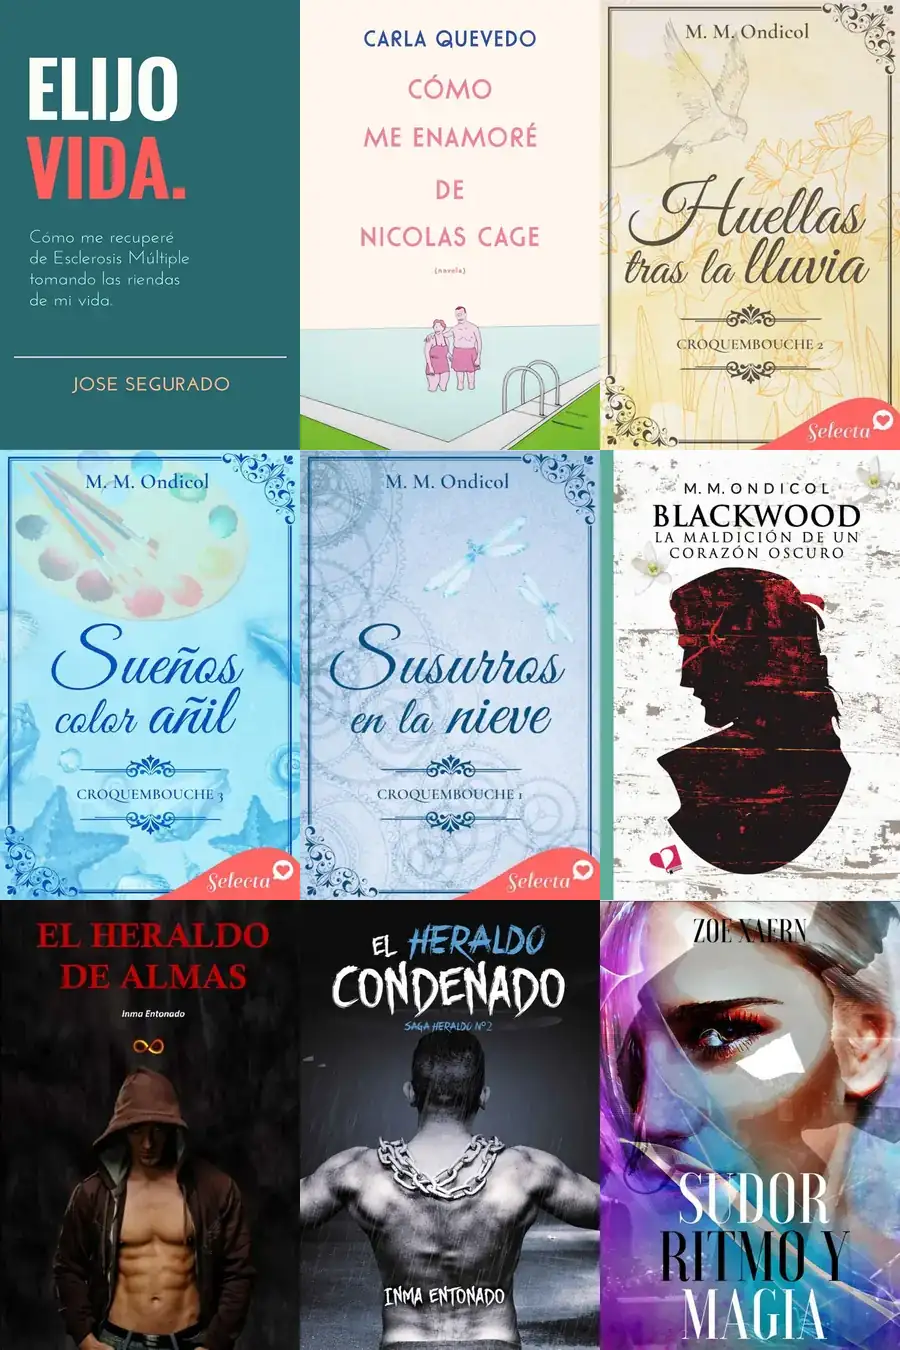 ELIJO
VIDA.
Cómo me recuperé
de Esclerosis Múltiple
tomando las riendas
de mi vida.
JOSE SEGURADO
CARLA QUEVEDO
CÓMO
ME ENAMORÉ
DE
NICOLAS CAGE
(novela)
M. M. Ondicol
Huellas
tras la lluvia
CROQUEMBOUCHE 2
Selecta
M. M. Ondicol
Sueños
color añil
CROQUEMBOUCHE 3
Selecta
M. M. Ondicol
Susurros
en la nieve
CROQUEMBOUCHE 1
Selecta
M. M. ONDICOL
BLACKWOOD
LA MALDICIÓN DE UN
CORAZÓN OSCURO
EL HERALDO
DE ALMAS
Inma Entonado
EL HERALDO
CONDENADO
SAGA HERALDO Nº2
INMA ENTONADO
ZOE XAERN
SUDOR
RITMO Y
MAGIA